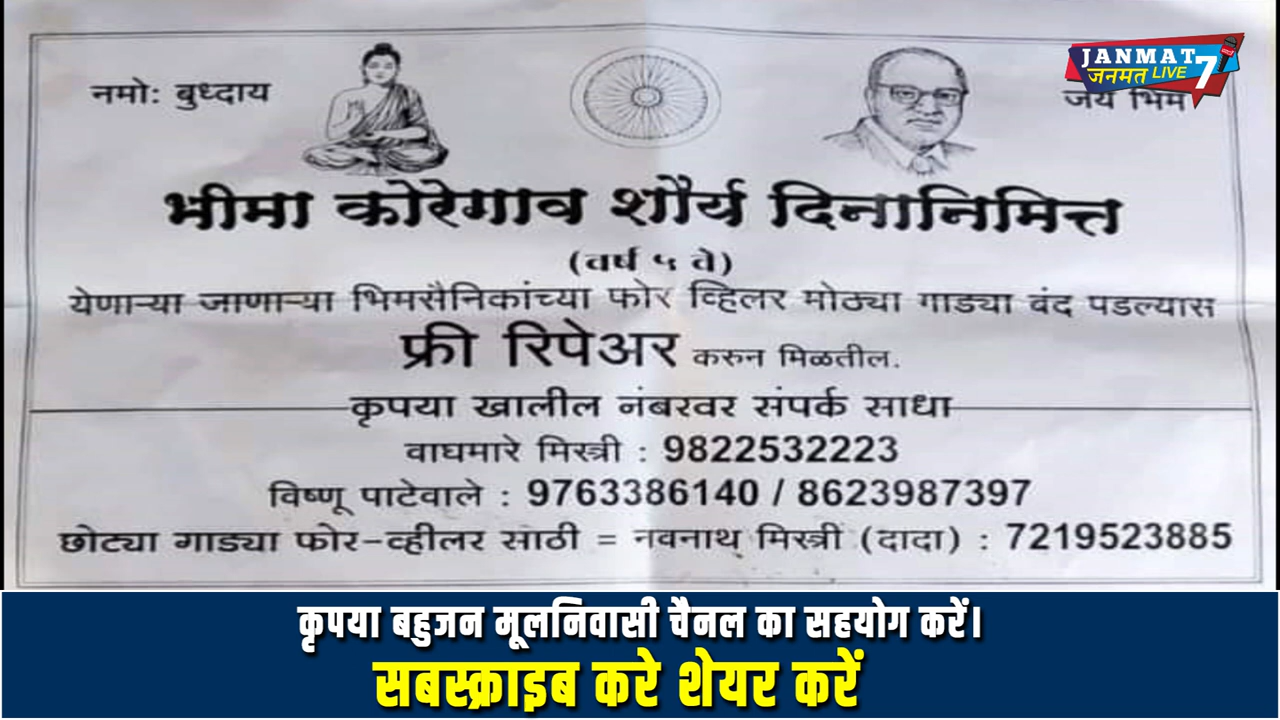 JANMAT
जनमत LIVE 7
नमोः बुध्दाय
जय भिम
भीमा कोरेगाव शौर्य दिनानिमित्त
(वर्ष ५ वे)
येणाऱ्या जाणाऱ्या भिमसैनिकांच्या फोर व्हिलर मोठ्या गाड्या बंद पडल्यास
फ्री रिपेअर करुन मिळतील.
कृपया खालील नंबरवर संपर्क साधा
वाघमारे मिस्त्री : 9822532223
विष्णू पाटेवाले : 9763386140 / 8623987397
छोट्या गाड्या फोर-व्हीलर साठी = नवनाथ् मिस्त्री (दादा) : 7219523885
कृपया बहुजन मूलनिवासी चैनल का सहयोग करें।
सबस्क्राइब करे शेयर करें